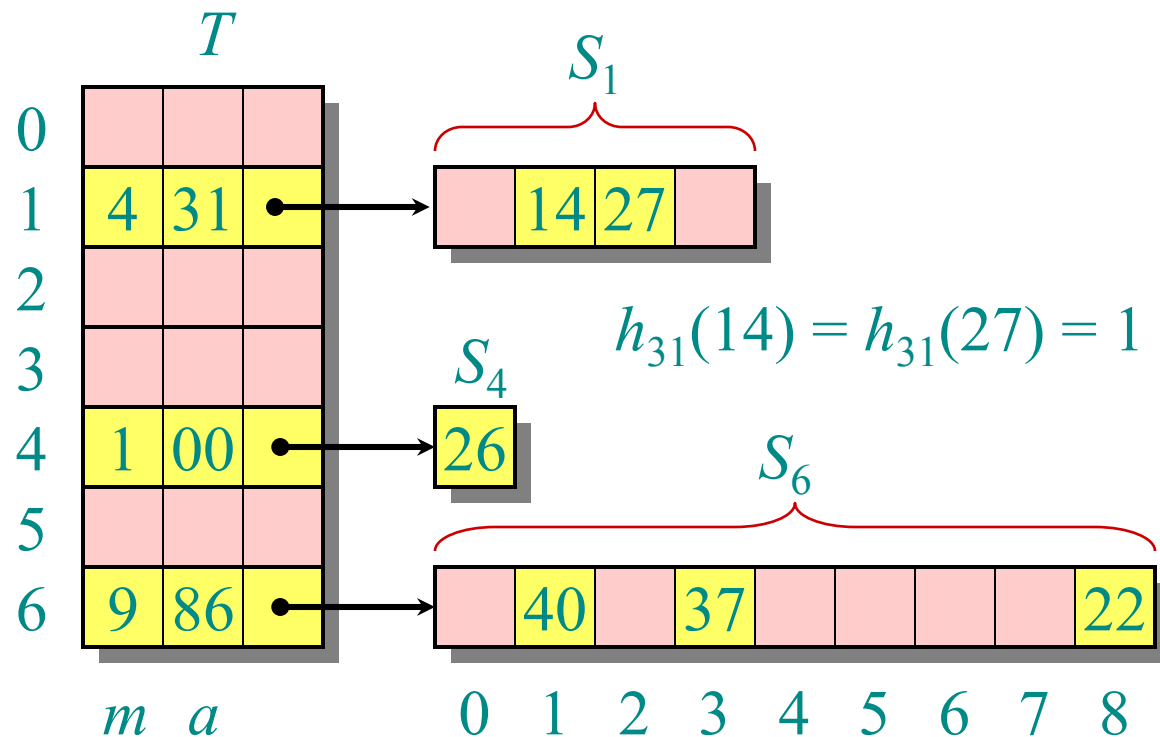 T
S₁
0
1 4 31 14 27
2
h₃₁(14) = h₃₁(27) = 1
3
S₄
4 1 00 26
S₆
5
6 9 86 40 37 22
m a 0 1 2 3 4 5 6 7 8